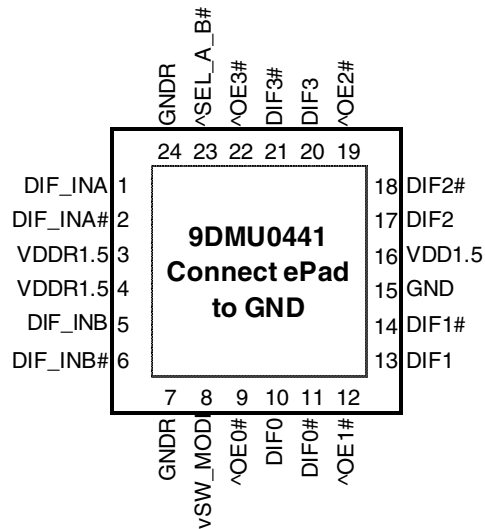 GNDR
^SEL_A_B#
^OE3#
DIF3#
DIF3
^OE2#
24 23 22 21 20 19
DIF_INA 1
DIF_INA# 2
VDDR1.5 3
VDDR1.5 4
DIF_INB 5
DIF_INB# 6
9DMU0441
Connect ePad
to GND
18 DIF2#
17 DIF2
16 VDD1.5
15 GND
14 DIF1#
13 DIF1
7 8 9 10 11 12
GNDR
vSW_MODE
^OE0#
DIF0
DIF0#
^OE1#